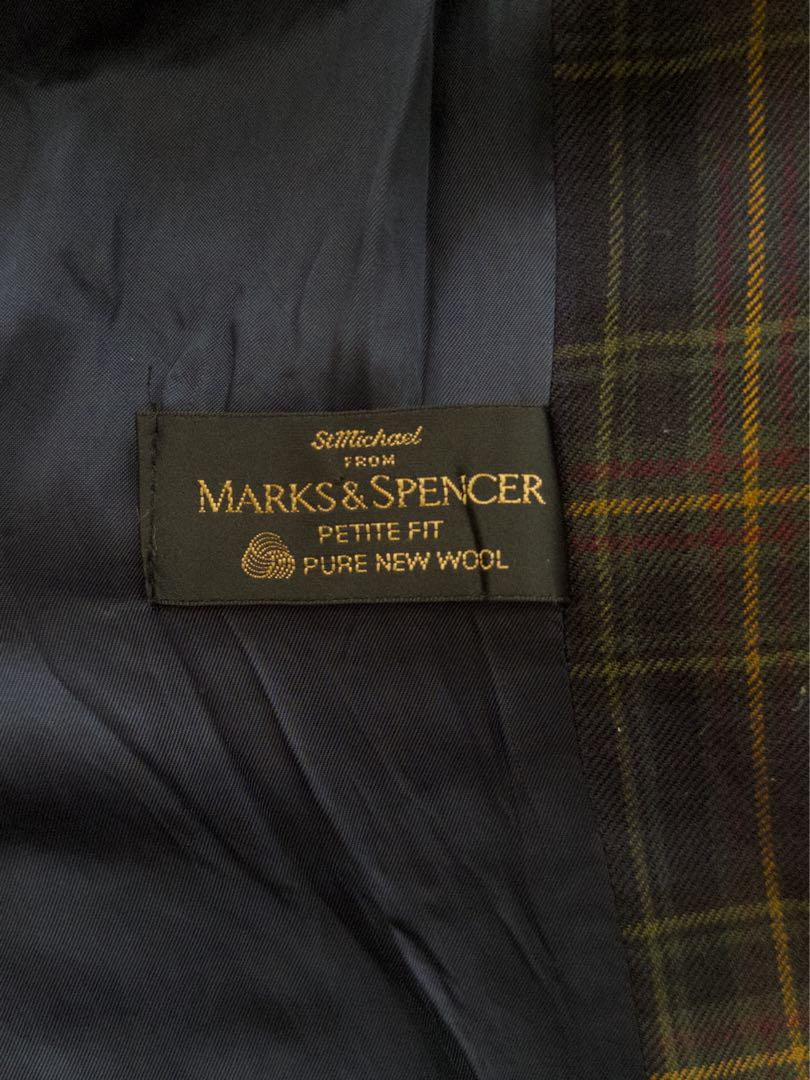 StMichael
FROM
MARKS&SPENCER
PETITE FIT
PURE NEW WOOL